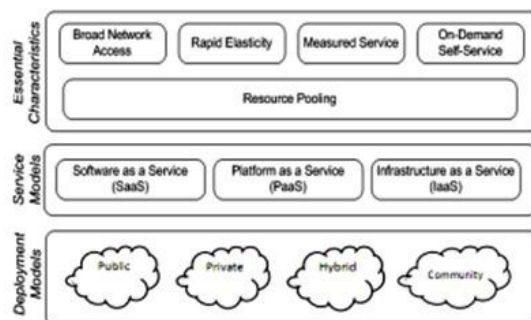 Essential
Characteristics
Broad Network
Access
Rapid Elasticity
Measured Service
On-Demand
Self-Service
Resource Pooling
Service
Models
Software as a Service
(SaaS)
Platform as a Service
(PaaS)
Infrastructure as a Service
(IaaS)
Deployment
Models
Public
Private
Hybrid
Community